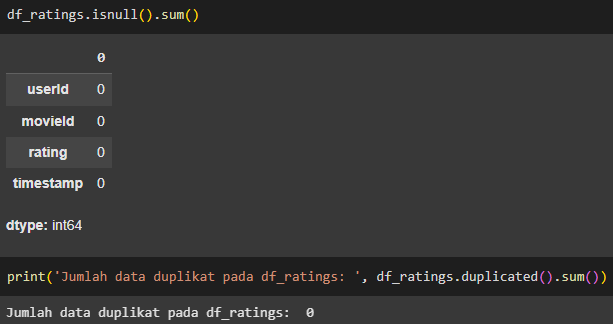 df_ratings.isnull().sum()
0
userId 0
movieId 0
rating 0
timestamp 0
dtype: int64
print('Jumlah data duplikat pada df_ratings: ', df_ratings.duplicated().sum())
Jumlah data duplikat pada df_ratings:  0